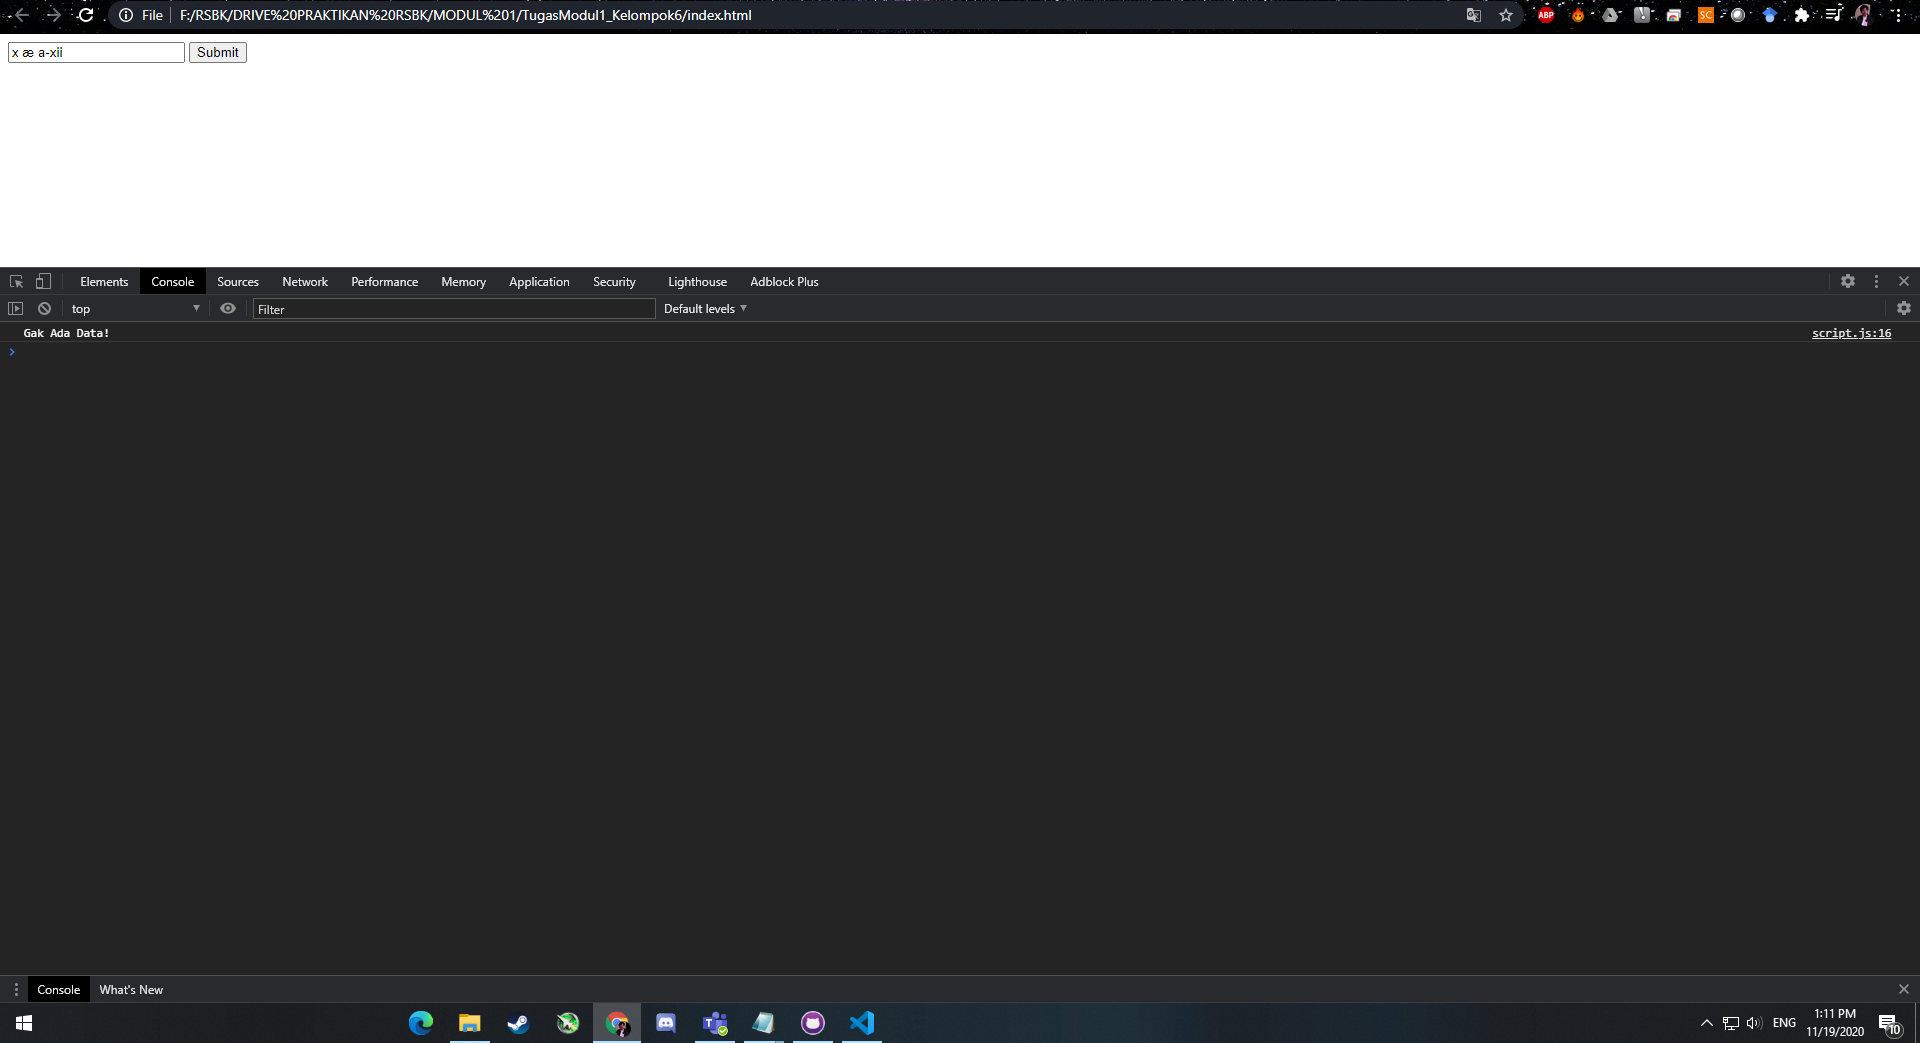 File F:/RSBK/DRIVE%20PRAKTIKAN%20RSBK/MODUL%201/TugasModul1_Kelompok6/index.html
ABP SC
x æ a-xii Submit
Elements Console Sources Network Performance Memory Application Security Lighthouse Adblock Plus
top Filter Default levels
Gak Ada Data! script.js:16
Console What's New
ENG 1:11 PM
11/19/2020 10